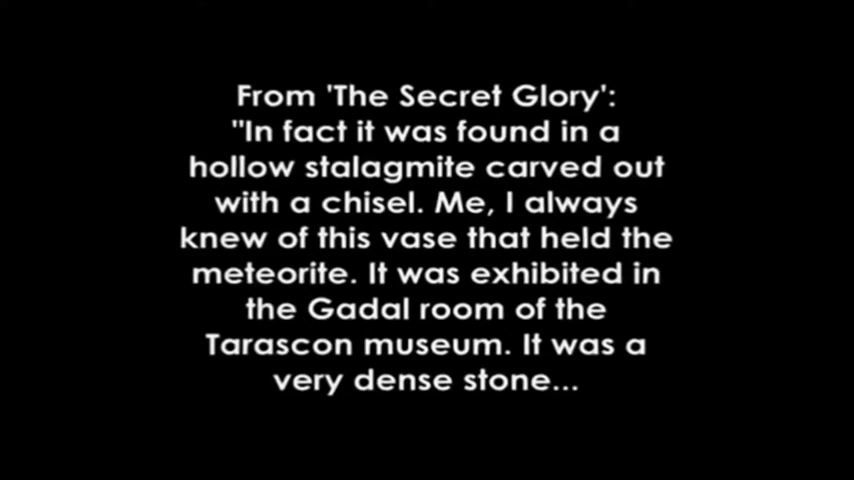 From 'The Secret Glory':
"In fact it was found in a
hollow stalagmite carved out
with a chisel. Me, I always
knew of this vase that held the
meteorite. It was exhibited in
the Gadal room of the
Tarascon museum. It was a
very dense stone...